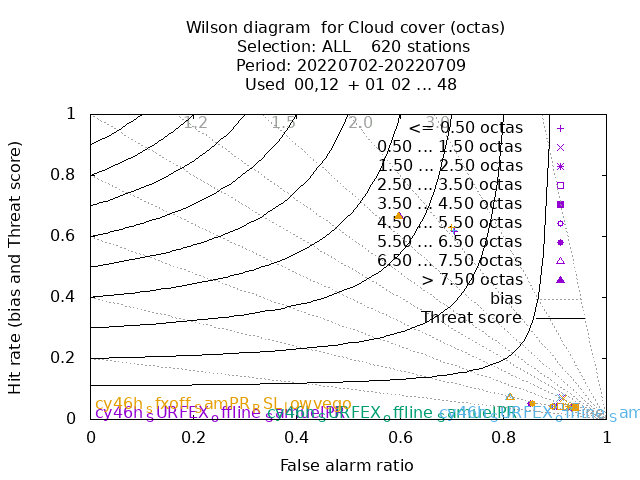 Wilson diagram for Cloud cover (octas)
Selection: ALL 620 stations
Period: 20220702-20220709
Used 00,12 + 01 02 ... 48
Hit rate (bias and Threat score)
1
0.8
0.6
0.4
0.2
0
1.2
1.5
2.0
3.0
<= 0.50 octas
0.50 ... 1.50 octas
1.50 ... 2.50 octas
2.50 ... 3.50 octas
3.50 ... 4.50 octas
4.50 ... 5.50 octas
5.50 ... 6.50 octas
6.50 ... 7.50 octas
> 7.50 octas
bias
Threat score
0 0.2 0.4 0.6 0.8 1
False alarm ratio